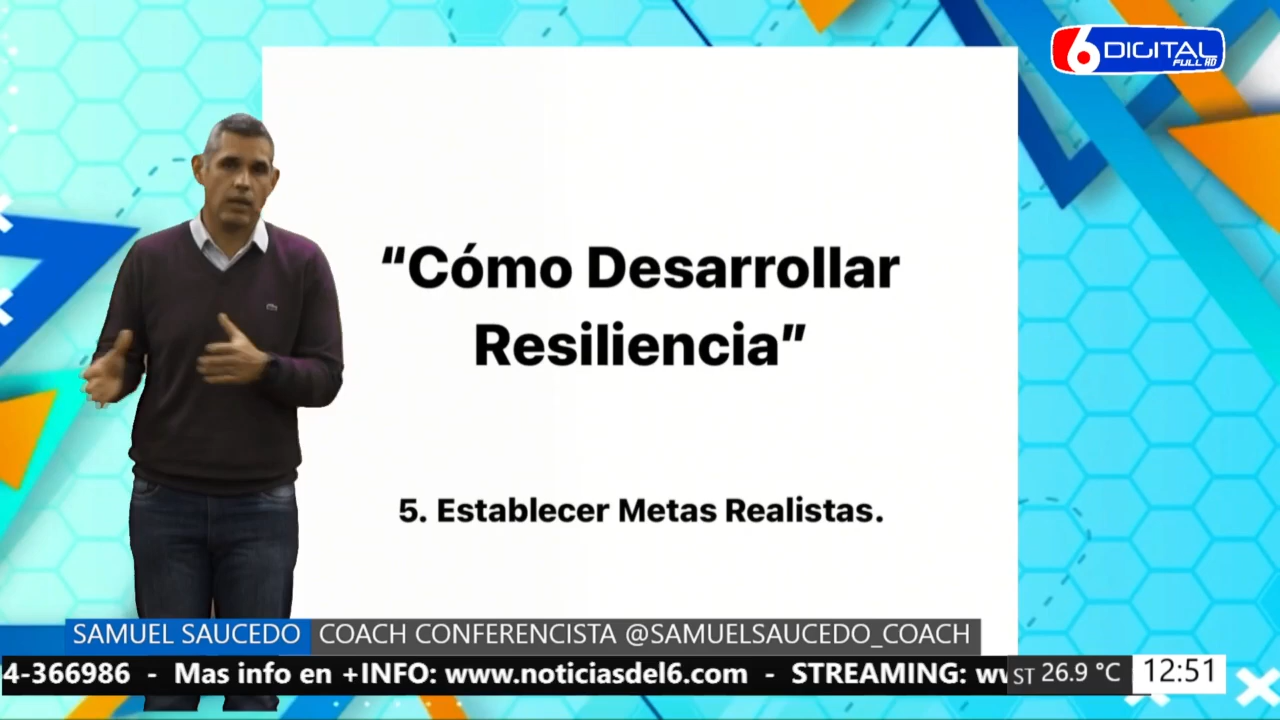 6 DIGITAL
FULL HD
“Cómo Desarrollar
Resiliencia”
5. Establecer Metas Realistas.
SAMUEL SAUCEDO COACH CONFERENCISTA @SAMUELSAUCEDO_COACH
4-366986 - Mas info en +INFO: www.noticiasdel6.com - STREAMING: ST 26.9 °C 12:51